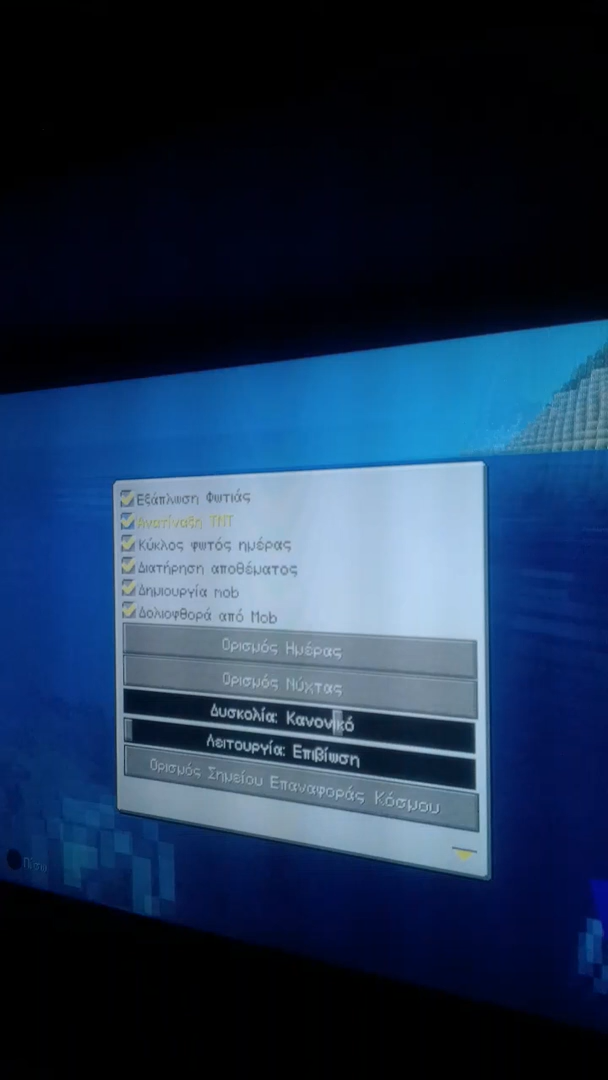 Εξάπλωση Φωτιάς
Ανατίναξη TNT
Κύκλος φωτός ημέρας
Διατήρηση αποθέματος
Δημιουργία mob
Δολιοφθορά από Mob
Ορισμός Ημέρας
Ορισμός Νύχτας
Δυσκολία: Κανονικό
Λειτουργία: Επιβίωση
Ορισμός Σημείου Επαναφοράς Κόσμου
Πίσω